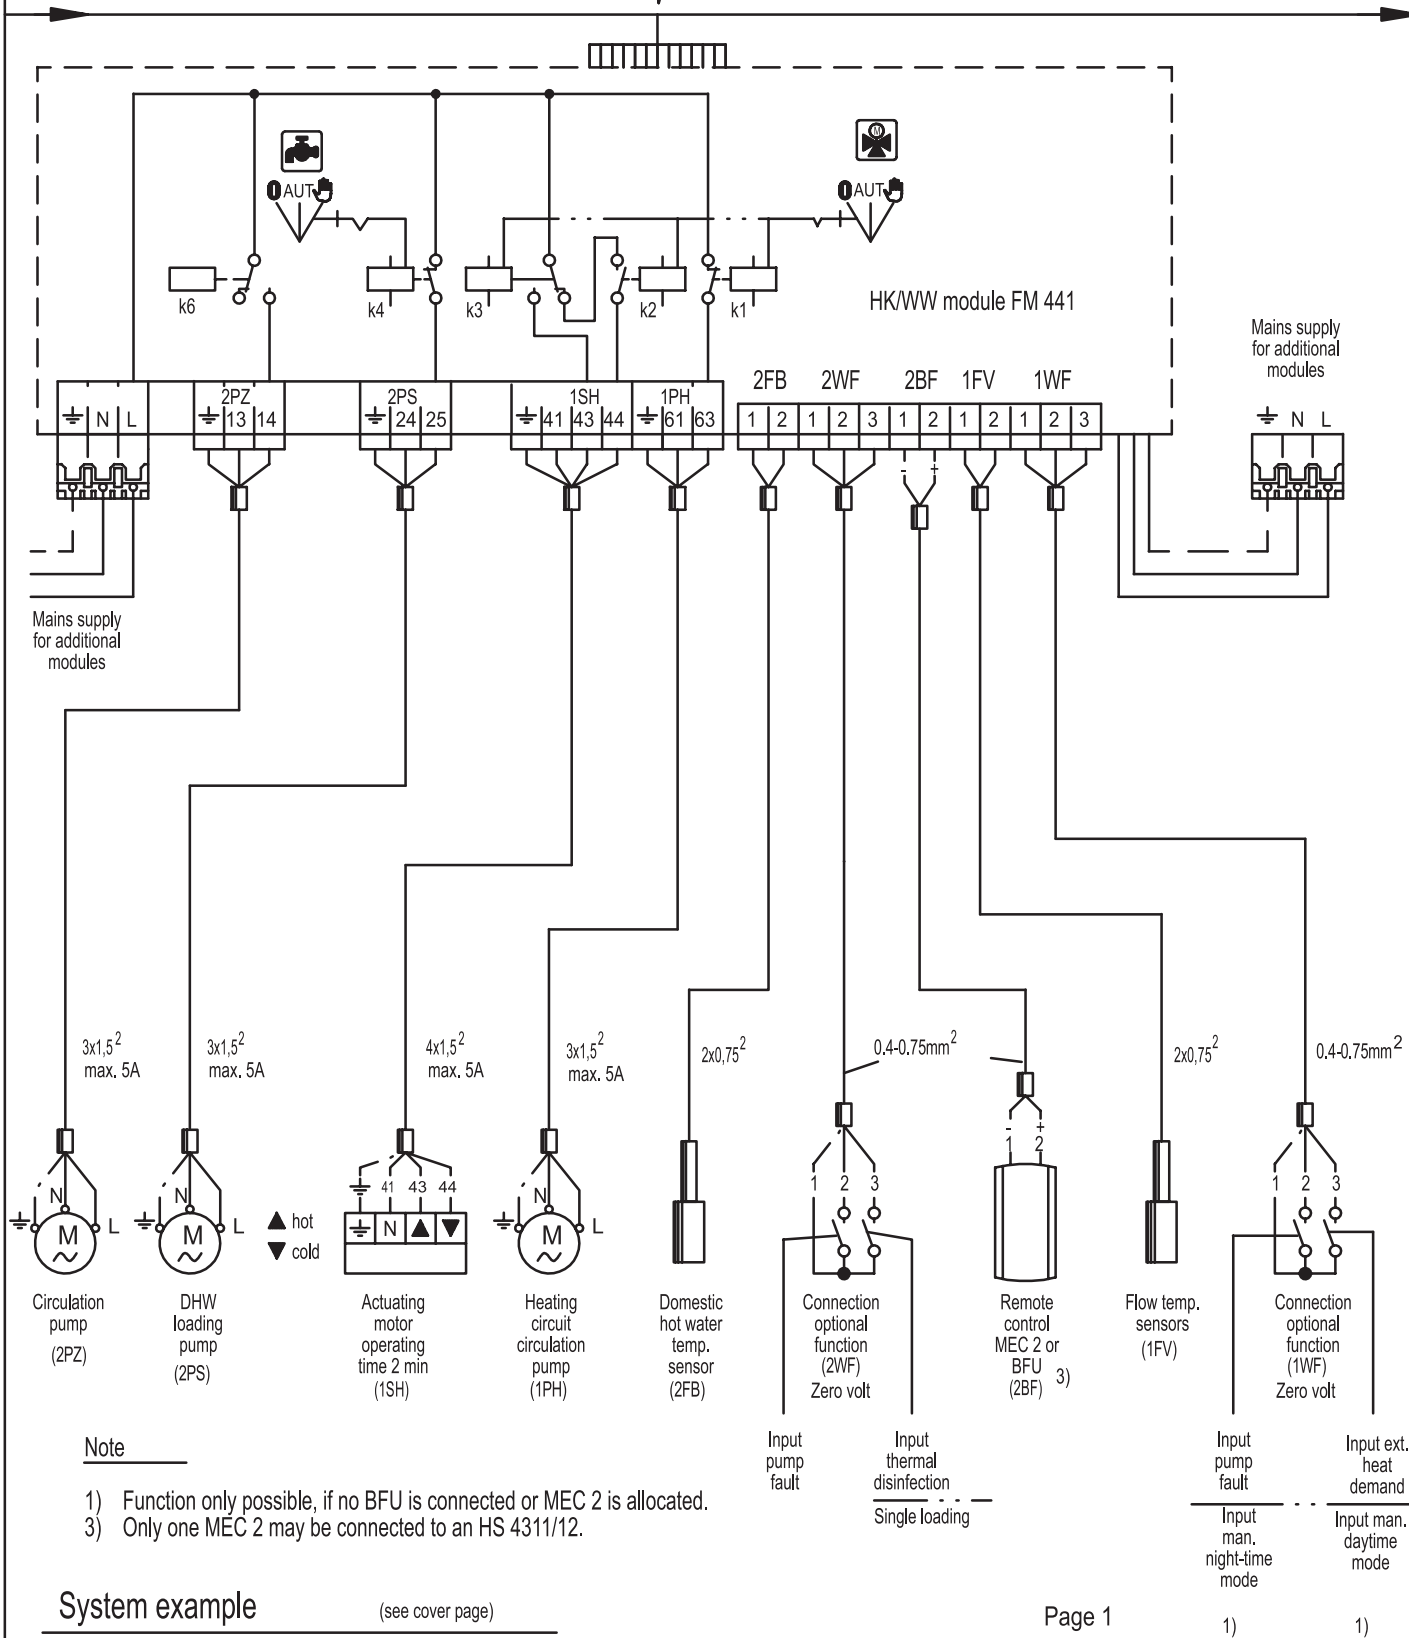 M
0 AUT
0 AUT
k6
k4
k3
k2
k1
HK/WW module FM 441
Mains supply
for additional
modules
2PZ
2PS
1SH
1PH
2FB 2WF 2BF 1FV 1WF
N L
13 14
24 25
41 43 44
61 63
1 2 1 2 3 1 2 1 2 1 2 3
N L
- +
Mains supply
for additional
modules
3x1,5²
max. 5A
3x1,5²
max. 5A
4x1,5²
max. 5A
3x1,5²
max. 5A
2x0,75²
0.4-0.75mm²
2x0,75²
0.4-0.75mm²
- +
1 2
N
M
L
N
M
L
▲ hot
▼ cold
41 43 44
N ▲ ▼
N
M
L
1 2 3
1 2 3
Circulation
pump
(2PZ)
DHW
loading
pump
(2PS)
Actuating
motor
operating
time 2 min
(1SH)
Heating
circuit
circulation
pump
(1PH)
Domestic
hot water
temp.
sensor
(2FB)
Connection
optional
function
(2WF)
Zero volt
Remote
control
MEC 2 or
BFU
(2BF) 3)
Flow temp.
sensors
(1FV)
Connection
optional
function
(1WF)
Zero volt
Input
pump
fault
Input
thermal
disinfection
Single loading
Input
pump
fault
Input
man.
night-time
mode
1)
Input ext.
heat
demand
Input man.
daytime
mode
1)
Note
1) Function only possible, if no BFU is connected or MEC 2 is allocated.
3) Only one MEC 2 may be connected to an HS 4311/12.
System example (see cover page)
Page 1